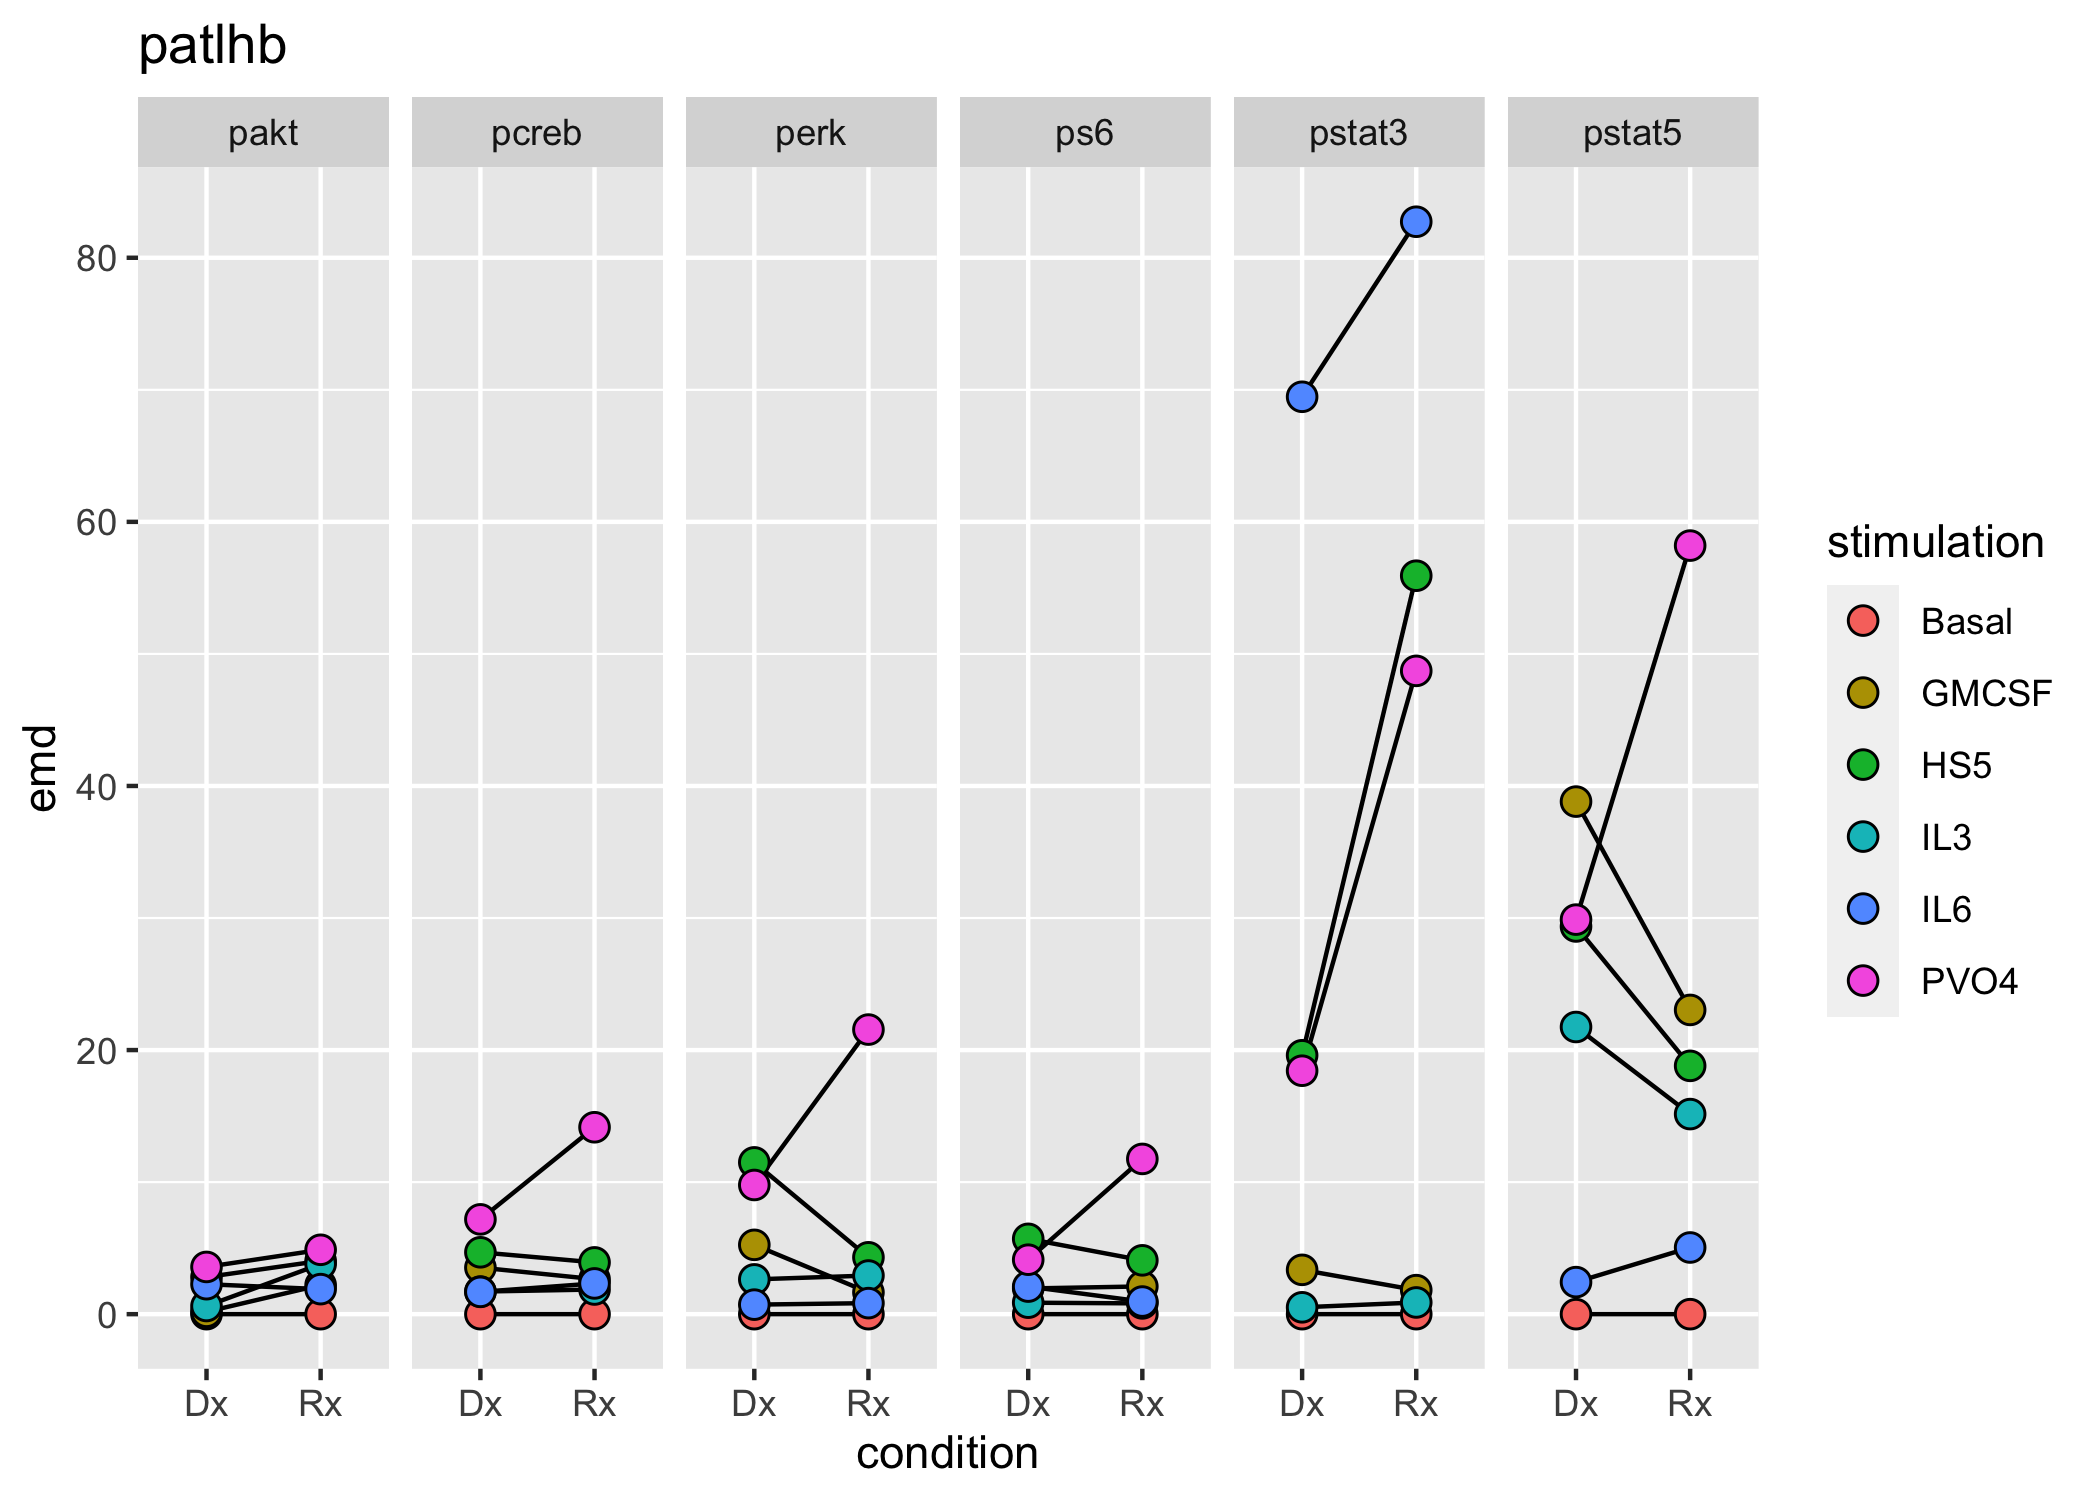 patlhb
pakt pcreb perk ps6 pstat3 pstat5
80
60
40
20
0
emd
Dx Rx Dx Rx Dx Rx Dx Rx Dx Rx Dx Rx
condition
stimulation
Basal
GMCSF
HS5
IL3
IL6
PVO4